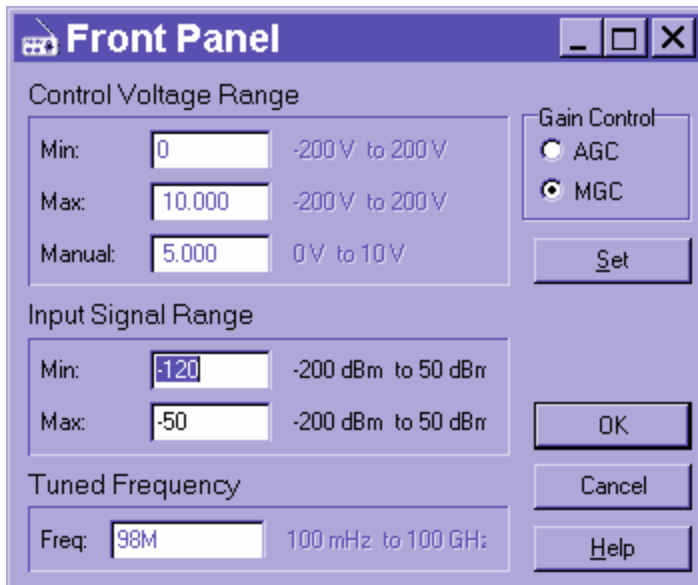 Front Panel
Control Voltage Range
Min: 0 -200 V to 200 V
Max: 10.000 -200 V to 200 V
Manual: 5.000 0 V to 10 V
Gain Control
AGC
MGC
Set
Input Signal Range
Min: -120 -200 dBm to 50 dBm
Max: -50 -200 dBm to 50 dBm
OK
Cancel
Tuned Frequency
Freq: 98M 100 mHz to 100 GHz
Help